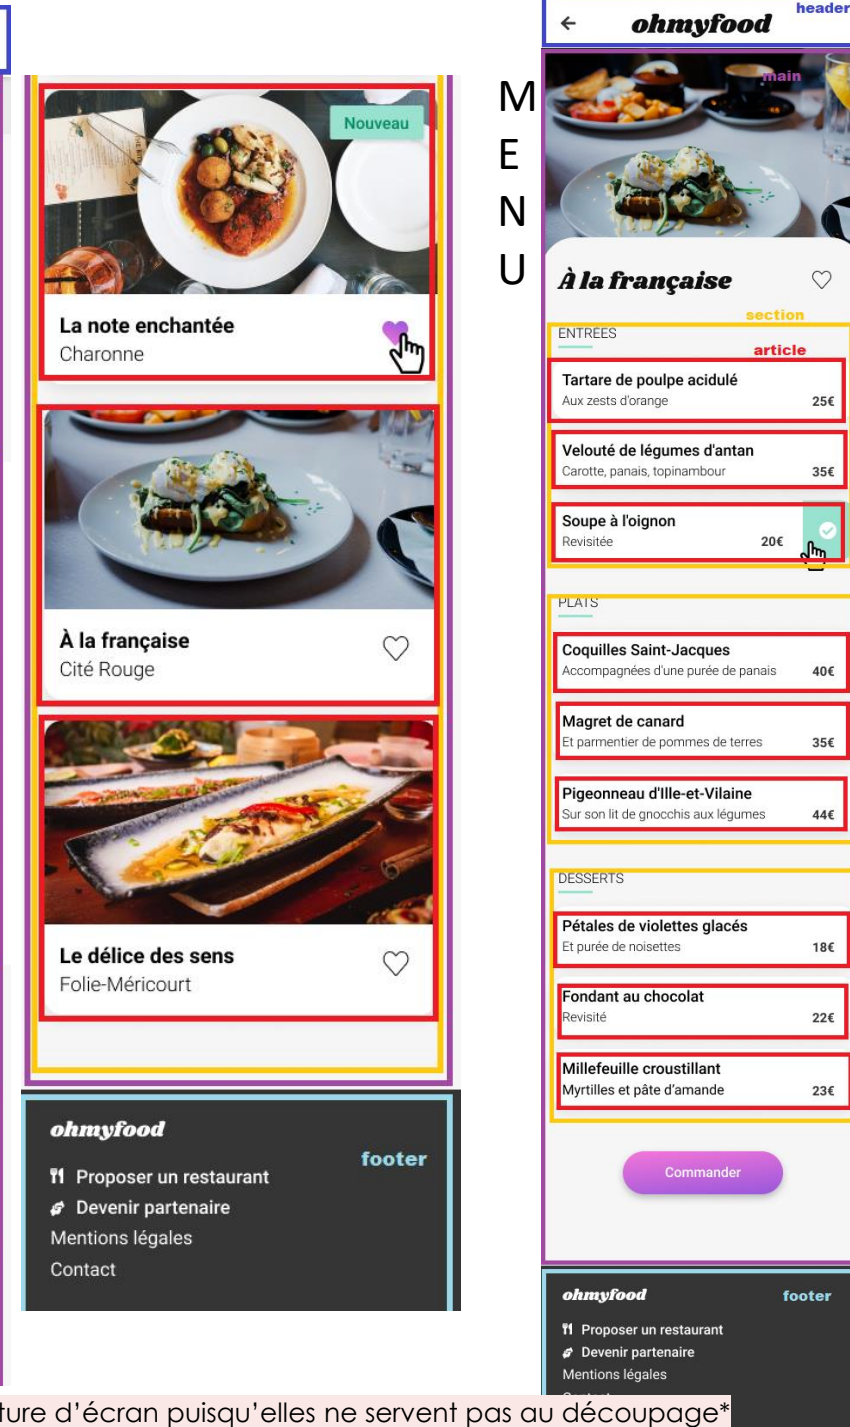 Nouveau
La note enchantée
Charonne
À la française
Cité Rouge
Le délice des sens
Folie-Méricourt
ohmyfood
footer
Proposer un restaurant
Devenir partenaire
Mentions légales
Contact
M
E
N
U
header
ohmyfood
main
À la française
section
ENTRÉES
article
Tartare de poulpe acidulé
Aux zests d'orange 25€
Velouté de légumes d'antan
Carotte, panais, topinambour 35€
Soupe à l'oignon
Revisitée 20€
PLATS
Coquilles Saint-Jacques
Accompagnées d'une purée de panais 40€
Magret de canard
Et parmentier de pommes de terres 35€
Pigeonneau d'Ille-et-Vilaine
Sur son lit de gnocchis aux légumes 44€
DESSERTS
Pétales de violettes glacés
Et purée de noisettes 18€
Fondant au chocolat
Revisité 22€
Millefeuille croustillant
Myrtilles et pâte d'amande 23€
Commander
ohmyfood footer
Proposer un restaurant
Devenir partenaire
Mentions légales
ture d'écran puisqu'elles ne servent pas au découpage*